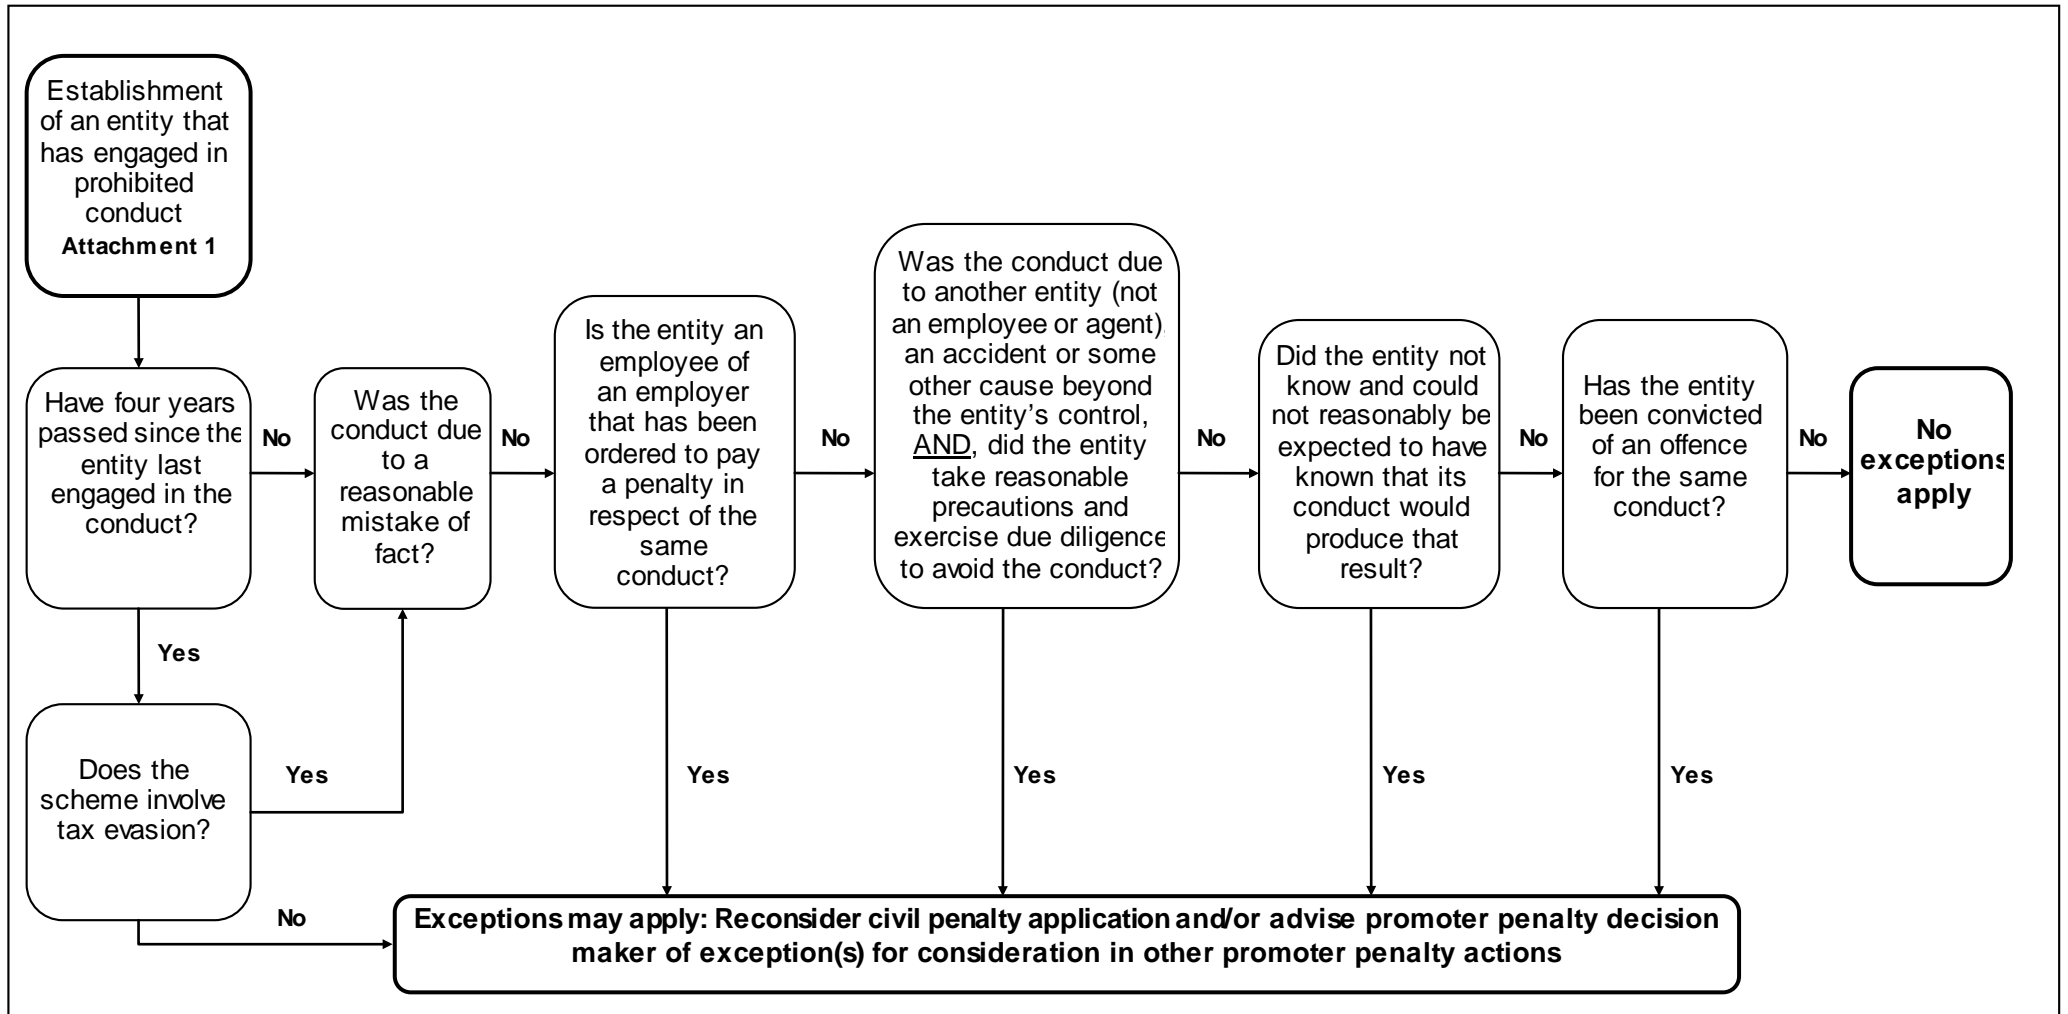 Establishment
of an entity that
has engaged in
prohibited
conduct
Attachment 1
Have four years
passed since the
entity last
engaged in the
conduct?
No
Was the
conduct due
to a
reasonable
mistake of
fact?
No
Is the entity an
employee of
an employer
that has been
ordered to pay
a penalty in
respect of the
same
conduct?
No
Was the conduct due
to another entity (not
an employee or agent),
an accident or some
other cause beyond
the entity’s control,
AND, did the entity
take reasonable
precautions and
exercise due diligence
to avoid the conduct?
No
Did the entity not
know and could
not reasonably be
expected to have
known that its
conduct would
produce that
result?
No
Has the entity
been convicted
of an offence
for the same
conduct?
No
No
exceptions
apply
Yes
Does the
scheme involve
tax evasion?
Yes
Yes
Yes
Yes
Yes
No
Exceptions may apply: Reconsider civil penalty application and/or advise promoter penalty decision
maker of exception(s) for consideration in other promoter penalty actions